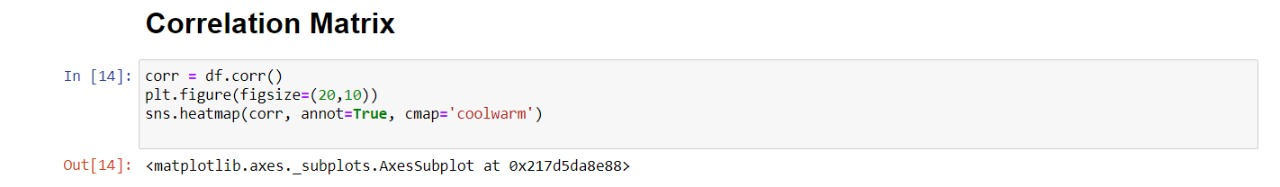 Correlation Matrix
In [14]: corr = df.corr()
plt.figure(figsize=(20,10))
sns.heatmap(corr, annot=True, cmap='coolwarm')
Out[14]: <matplotlib.axes._subplots.AxesSubplot at 0x217d5da8e88>